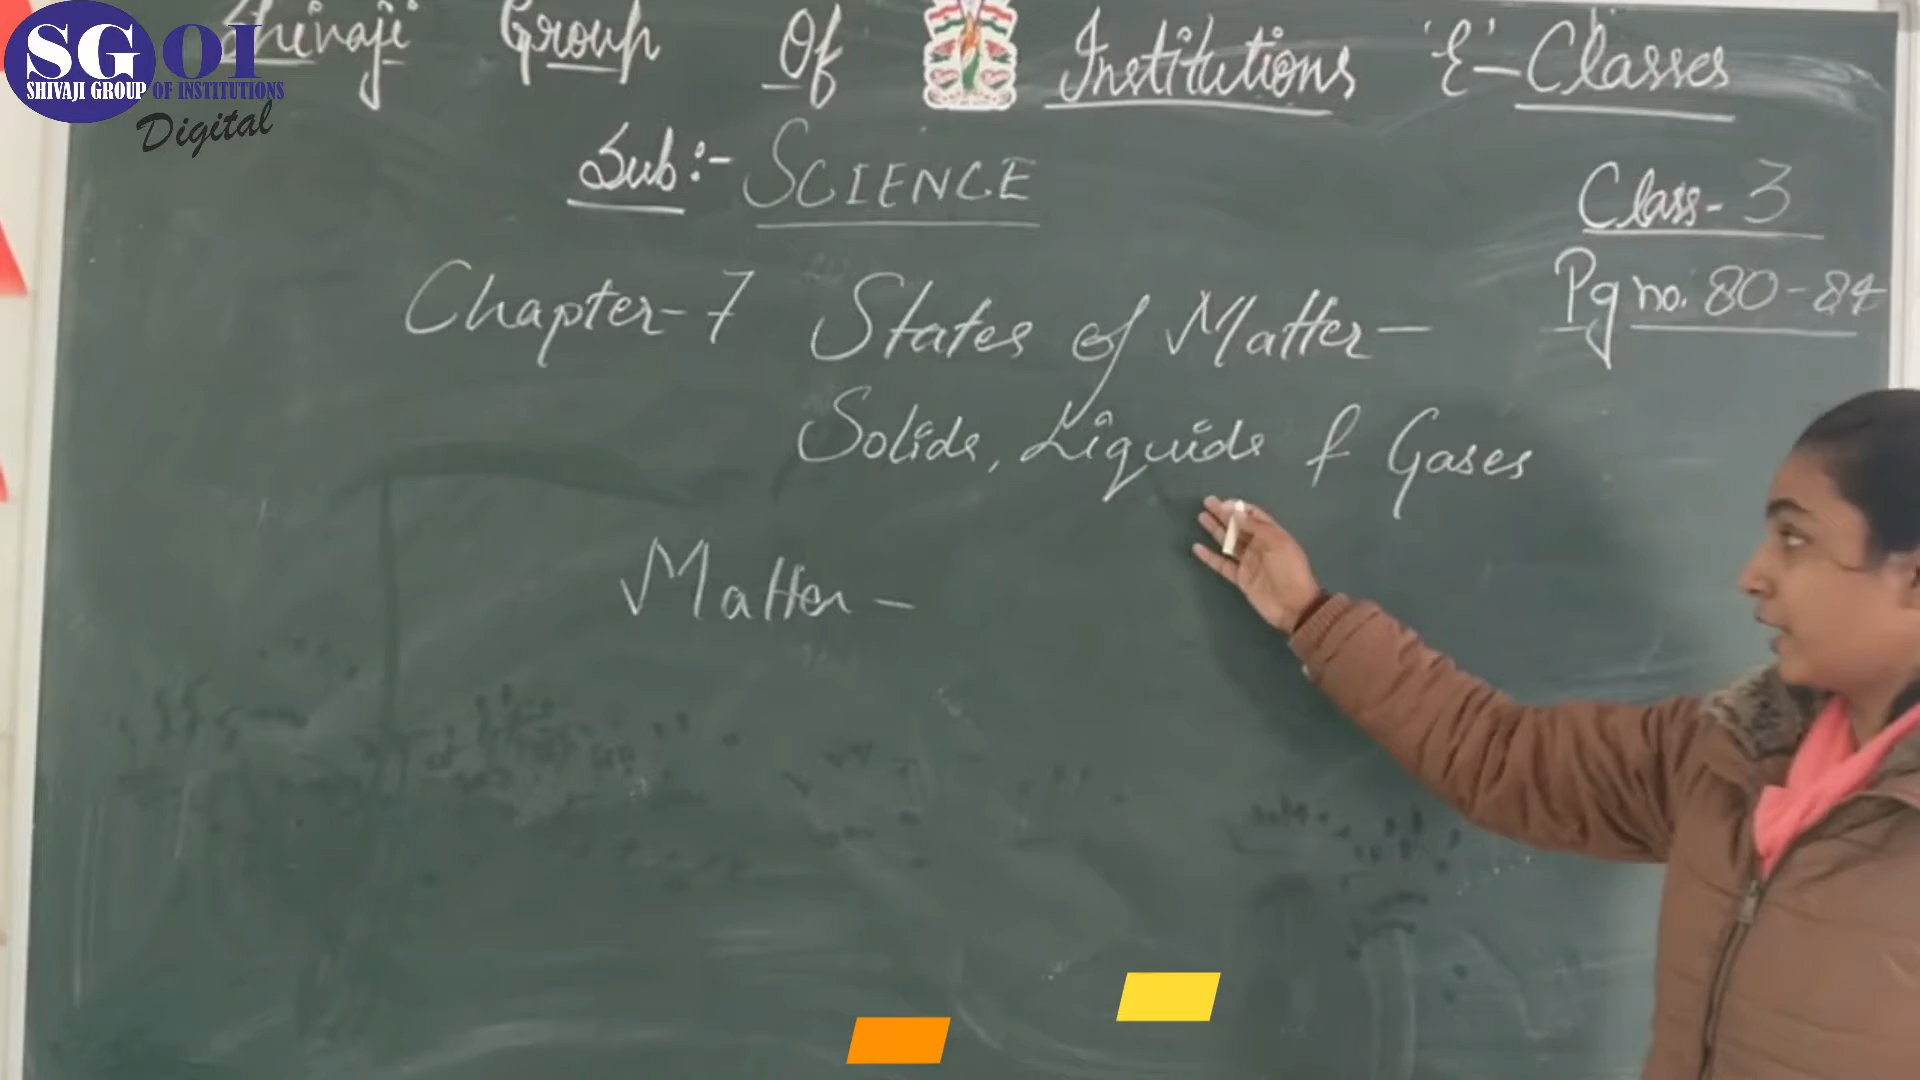 SGOI
SHIVAJI GROUP OF INSTITUTIONS
Digital
Shivaji Group Of Institutions 'E'-Classes
Sub:- SCIENCE
Class- 3
Pg no. 80-84
Chapter-7 States of Matter-
Solids, Liquids & Gases
Matter -